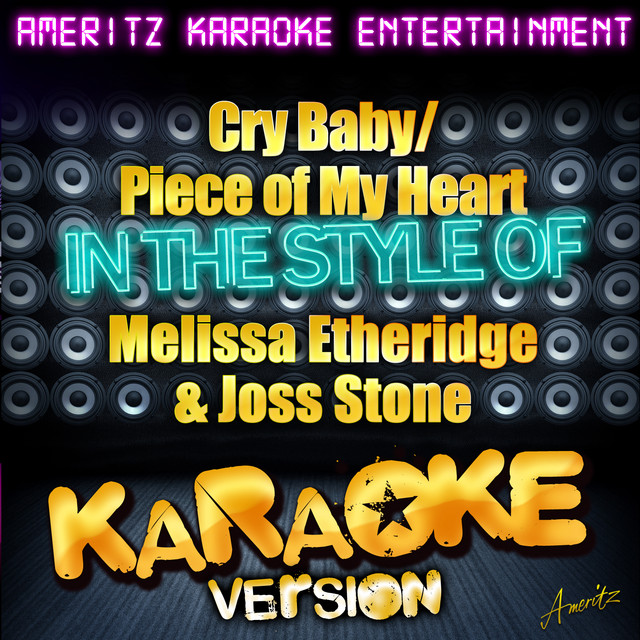 AMERITZ KARAOKE ENTERTAINMENT
Cry Baby/
Piece of My Heart
IN THE STYLE OF
Melissa Etheridge
& Joss Stone
KARAOKE
VERSION
Ameritz